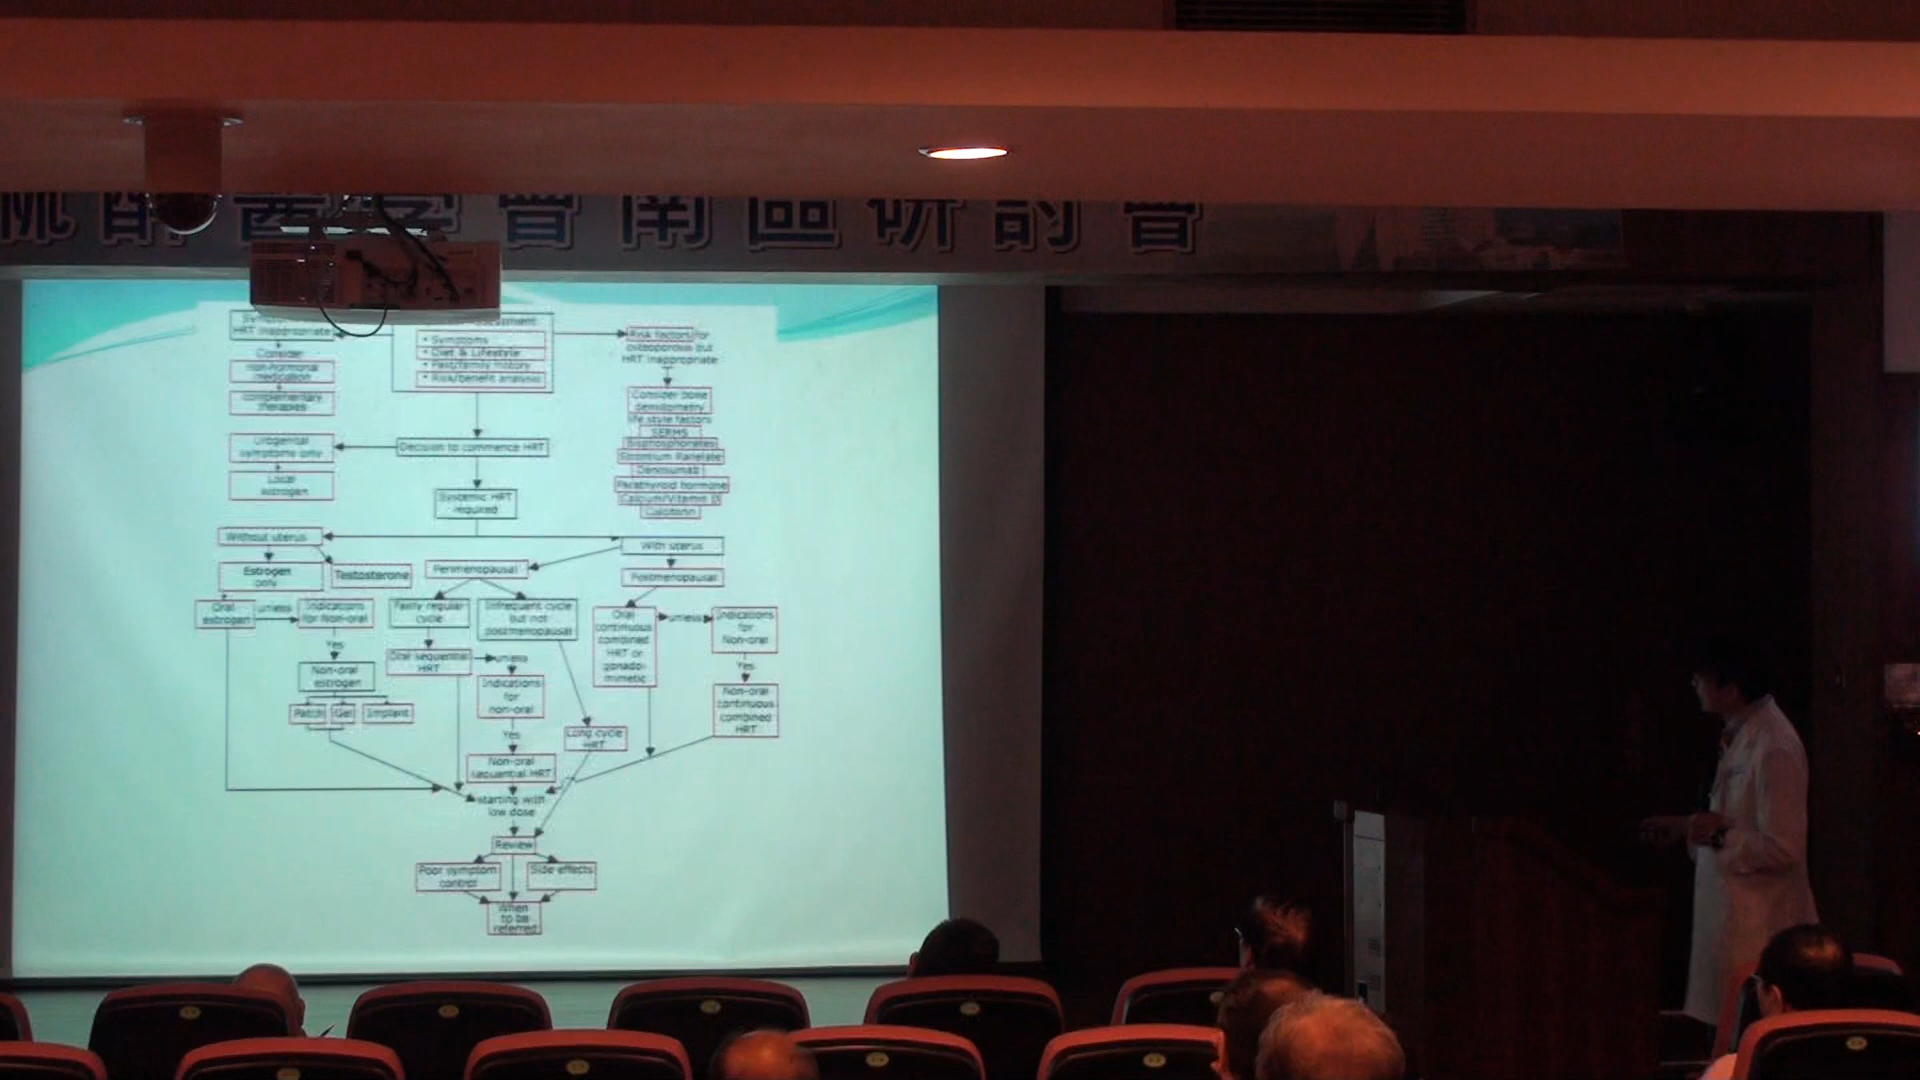 醫學會南區研討會
HRT inappropriate
Consider
non-hormonal
medication
complementary
therapies
• Symptoms
• Diet & Lifestyle
• Past/family history
• Risk/benefit analysis
Risk factors for
osteoporosis but
HRT inappropriate
Consider bone
densitometry
life style factors
SERMS
Bisphosphonates
Strontium Ranelate
Denosumab
Parathyroid hormone
Calcium/Vitamin D
Calcitonin
Urogenital
symptoms only
Local
estrogen
Decision to commence HRT
Systemic HRT
required
Without uterus
With uterus
Estrogen
only
Testosterone
Perimenopausal
Postmenopausal
Oral
estrogen
unless
Indications
for Non-oral
Yes
Non-oral
estrogen
Patch
Gel
Implant
Fairly regular
cycle
Infrequent cycle
but not
postmenopausal
Oral sequential
HRT
unless
Indications
for
non-oral
Yes
Non-oral
sequential HRT
Long cycle
HRT
Oral
continuous
combined
HRT or
gonado-
mimetic
unless
Indications
for
Non-oral
Yes
Non-oral
continuous
combined
HRT
starting with
low dose
Review
Poor symptom
control
Side effects
When
to be
referred